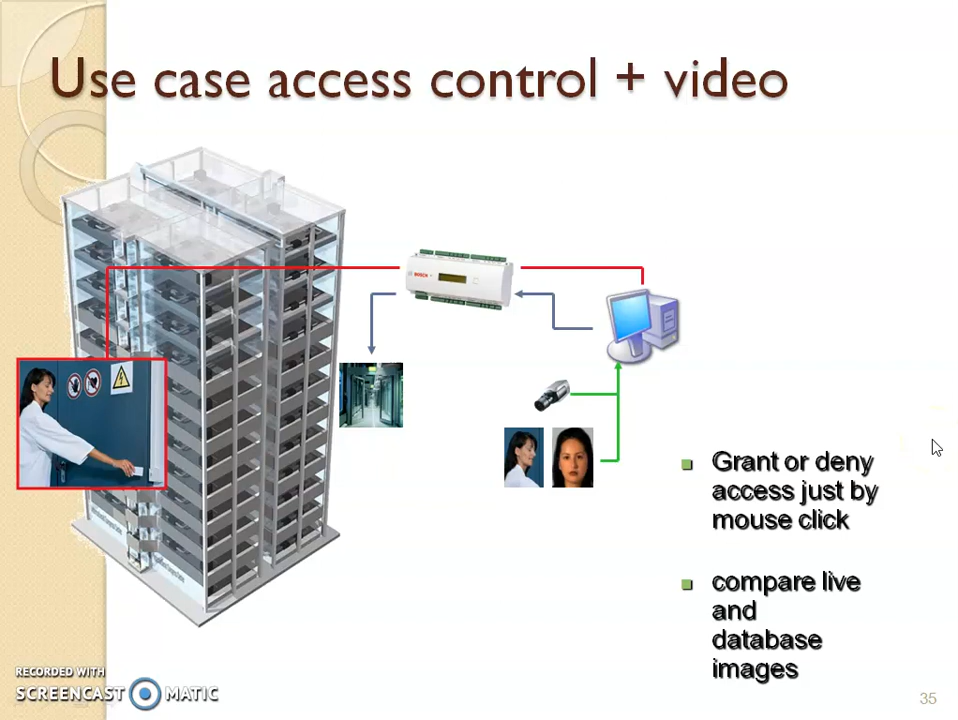 Use case access control + video
BOSCH
Grant or deny
access just by
mouse click
compare live
and
database
images
RECORDED WITH
SCREENCAST MATIC
35